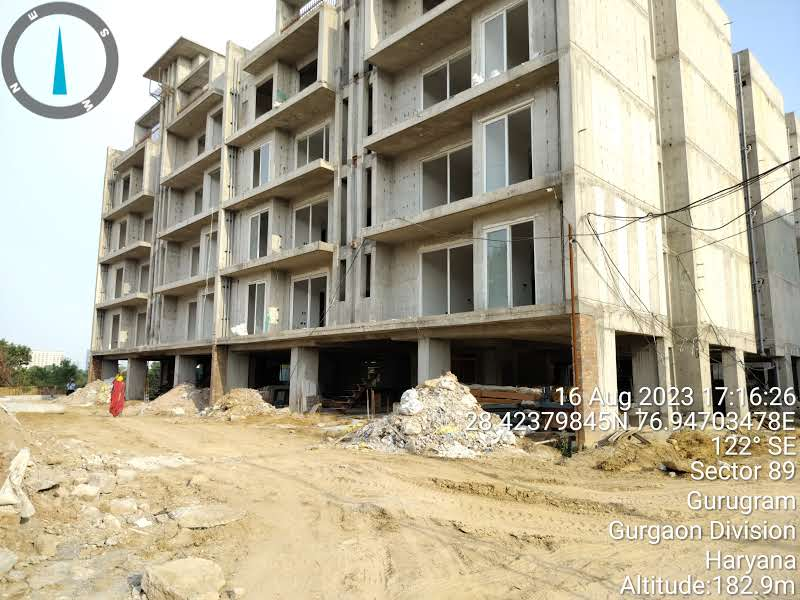 E
S
N
W
16 Aug 2023 17:16:26
28.42379845N 76.94703478E
122° SE
Sector 89
Gurugram
Gurgaon Division
Haryana
Altitude:182.9m